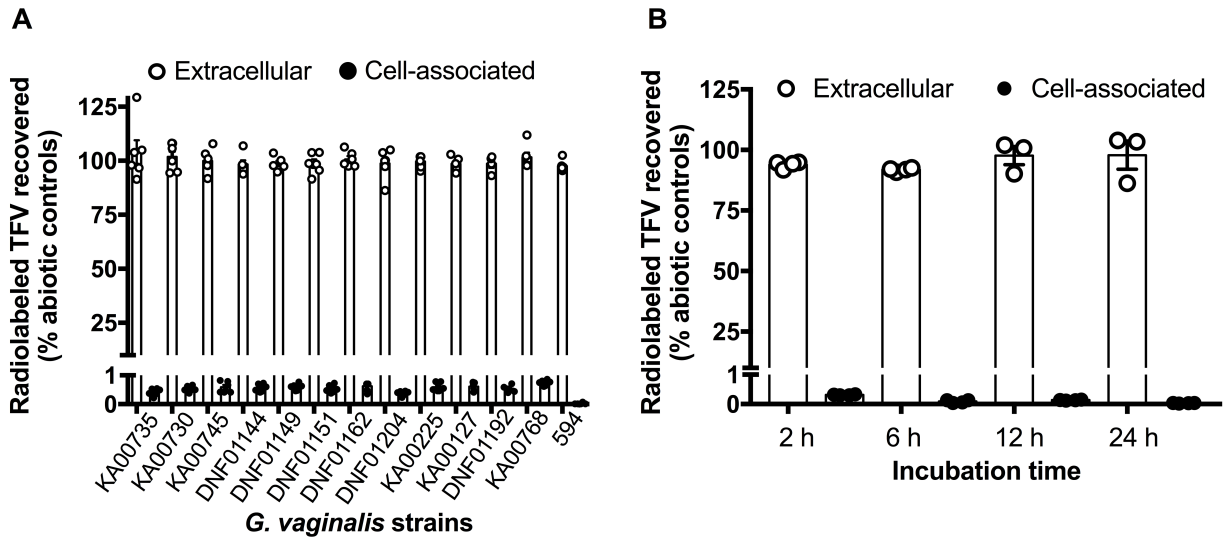 A
Extracellular
Cell-associated
Radiolabeled TFV recovered
(% abiotic controls)
125
100
75
50
25
1
0
KA00735
KA00730
KA00745
DNF01144
DNF01149
DNF01151
DNF01162
DNF01204
KA00225
KA00127
DNF01192
KA00768
594
G. vaginalis strains
B
Extracellular
Cell-associated
Radiolabeled TFV recovered
(% abiotic controls)
125
100
75
50
25
1
0
2 h
6 h
12 h
24 h
Incubation time